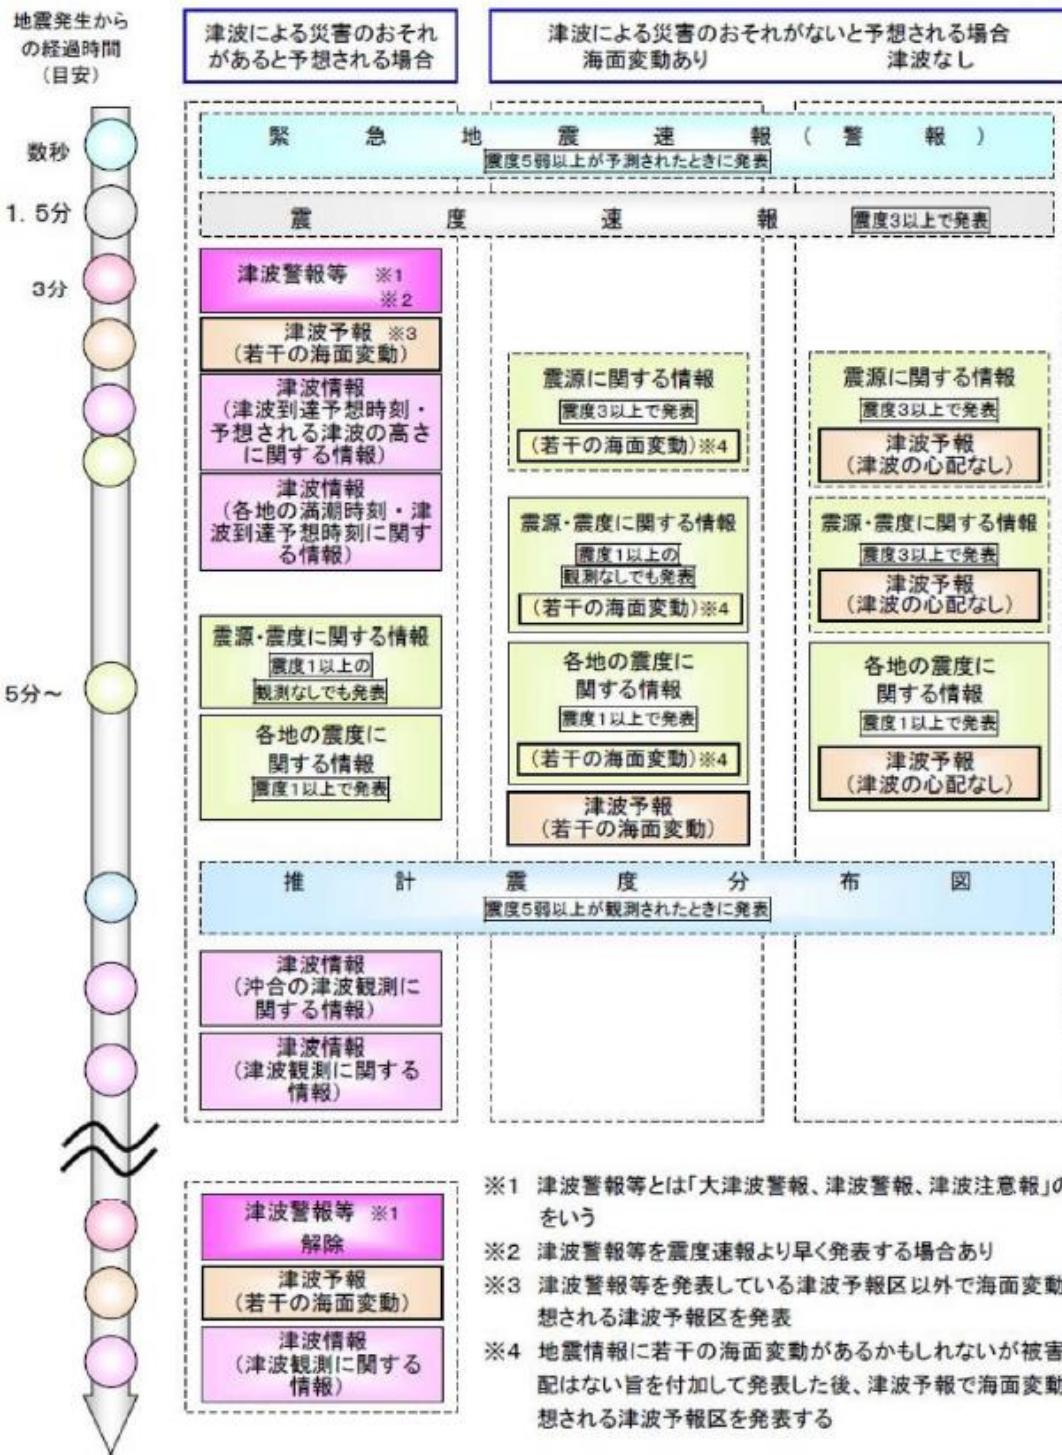 地震発生から
の経過時間
(目安)
津波による災害のおそれ
があると予想される場合
津波による災害のおそれがないと予想される場合
海面変動あり 津波なし
数秒
緊急地震速報(警報)
震度5弱以上が予測されたときに発表
1.5分
震度速報 震度3以上で発表
3分
津波警報等 ※1
※2
津波予報 ※3
(若干の海面変動)
津波情報
(津波到達予想時刻・
予想される津波の高さ
に関する情報)
津波情報
(各地の満潮時刻・津
波到達予想時刻に関す
る情報)
震源・震度に関する情報
震度1以上の
観測なしでも発表
各地の震度に
関する情報
震度1以上で発表
震源に関する情報
震度3以上で発表
(若干の海面変動)※4
震源・震度に関する情報
震度1以上の
観測なしでも発表
(若干の海面変動)※4
各地の震度に
関する情報
震度1以上で発表
(若干の海面変動)※4
津波予報
(若干の海面変動)
震源に関する情報
震度3以上で発表
津波予報
(津波の心配なし)
震源・震度に関する情報
震度3以上で発表
津波予報
(津波の心配なし)
各地の震度に
関する情報
震度1以上で発表
津波予報
(津波の心配なし)
5分～
推計震度分布図
震度5弱以上が観測されたときに発表
津波情報
(沖合の津波観測に
関する情報)
津波情報
(津波観測に関する
情報)
津波警報等 ※1
解除
津波予報
(若干の海面変動)
津波情報
(津波観測に関する
情報)
※1 津波警報等とは「大津波警報、津波警報、津波注意報」の
をいう
※2 津波警報等を震度速報より早く発表する場合あり
※3 津波警報等を発表している津波予報区以外で海面変動
想される津波予報区を発表
※4 地震情報に若干の海面変動があるかもしれないが被害
配はない旨を付加して発表した後、津波予報で海面変動
想される津波予報区を発表する